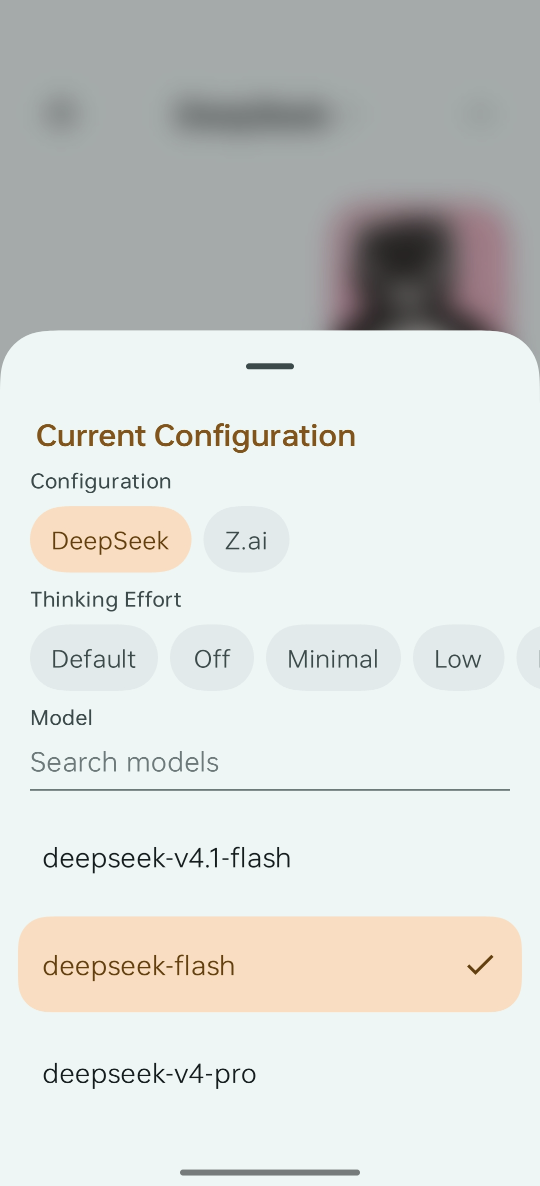 Current Configuration
Configuration
DeepSeek Z.ai
Thinking Effort
Default Off Minimal Low
Model
Search models
deepseek-v4.1-flash
deepseek-flash
deepseek-v4-pro